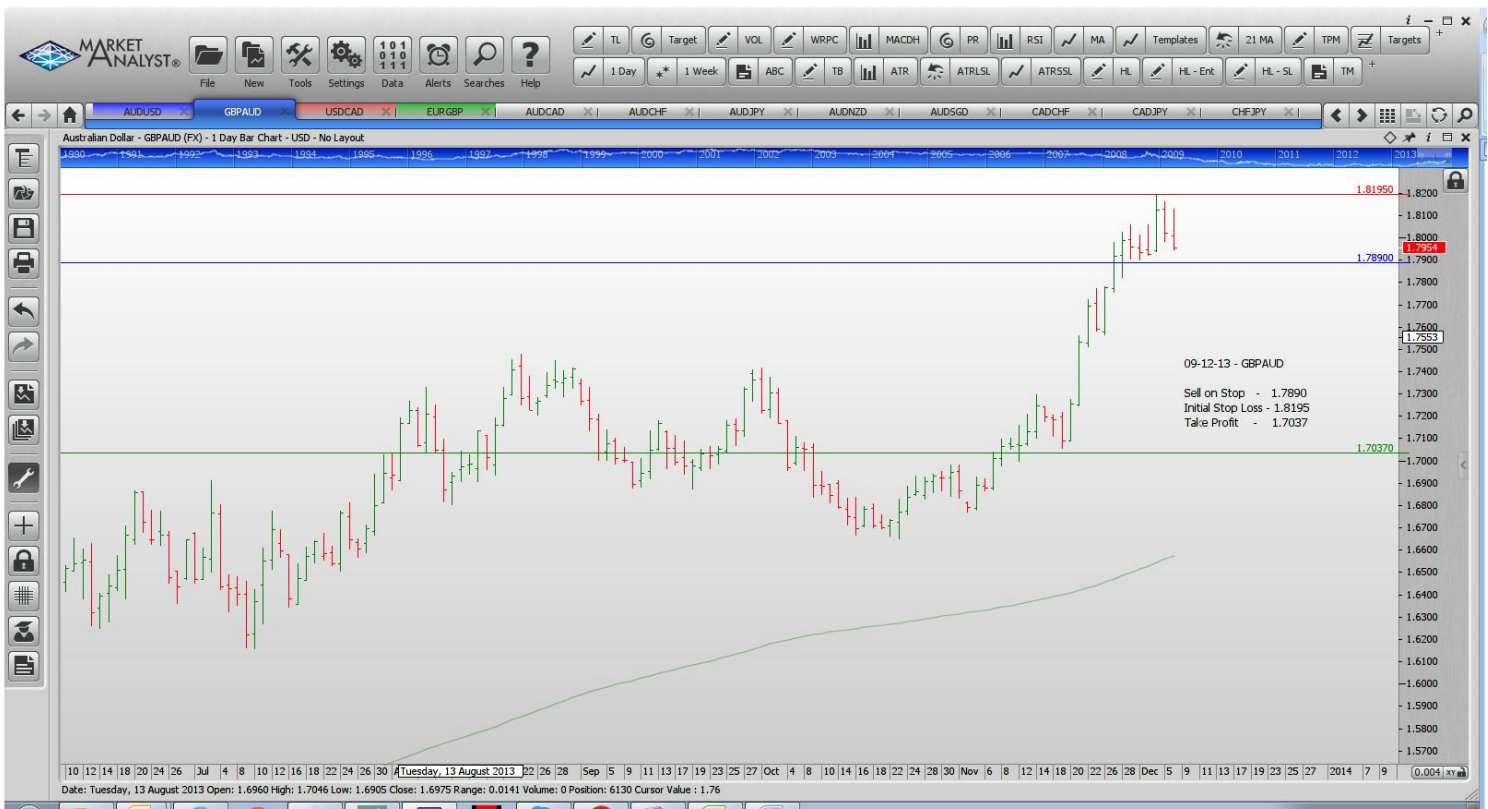 i
MARKET
ANALYST®
File New Tools Settings Data Alerts Searches Help
101
010
111
TL Target VOL WRPC MACDH PR RSI MA Templates 21 MA TPM Targets +
1 Day 1 Week ABC TB ATR ATRLSL ATRSSL HL HL - Ent HL - SL TM +
AUDUSD GBPAUD USDCAD EURGBP AUDCAD AUDCHF AUDJPY AUDNZD AUDSGD CADCHF CADJPY CHFJPY
Australian Dollar - GBPAUD (FX) - 1 Day Bar Chart - USD - No Layout
1990 1991 1992 1993 1994 1995 1996 1997 1998 1999 2000 2001 2002 2003 2004 2005 2006 2007 2008 2009 2010 2011 2012 2013
1.81950
1.8200
1.8100
1.8000
1.7954
1.78900
1.7900
1.7800
1.7700
1.7600
1.7553
1.7500
09-12-13 - GBPAUD
1.7400
Sell on Stop - 1.7890
1.7300
Initial Stop Loss - 1.8195
1.7200
Take Profit - 1.7037
1.7100
1.70370
1.7000
1.6900
1.6800
1.6700
1.6600
1.6500
1.6400
1.6300
1.6200
1.6100
1.6000
1.5900
1.5800
1.5700
10 12 14 18 20 24 26 Jul 4 8 10 12 16 18 22 24 26 30 Tuesday, 13 August 2013 22 26 28 Sep 5 9 11 13 17 19 23 25 27 Oct 4 8 10 14 16 18 22 24 28 30 Nov 6 8 12 14 18 20 22 26 28 Dec 5 9 11 13 17 19 23 25 27 2014 7 9 0.004 XY
Date: Tuesday, 13 August 2013 Open: 1.6960 High: 1.7046 Low: 1.6905 Close: 1.6975 Range: 0.0141 Volume: 0 Position: 6130 Cursor Value : 1.76